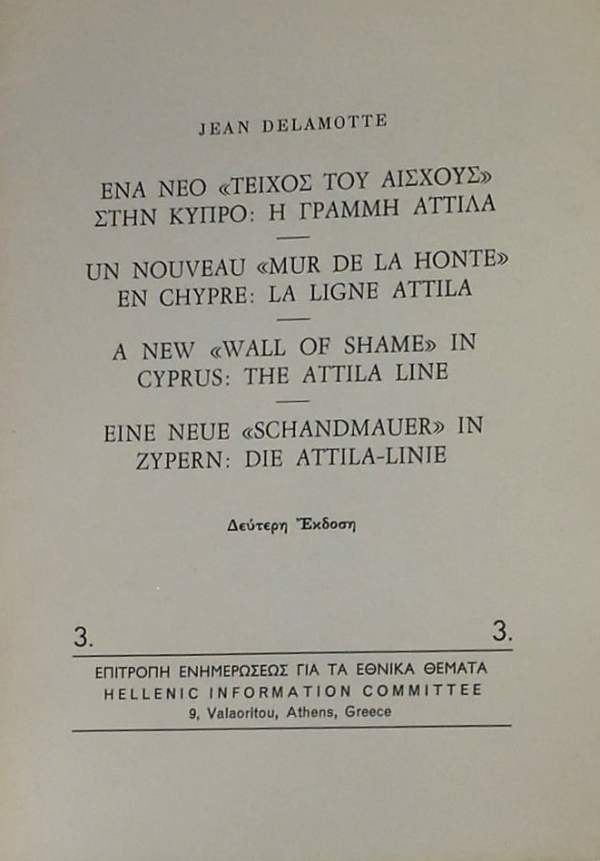 JEAN DELAMOTTE
ΕΝΑ ΝΕΟ «ΤΕΙΧΟΣ ΤΟΥ ΑΙΣΧΟΥΣ»
ΣΤΗΝ ΚΥΠΡΟ: Η ΓΡΑΜΜΗ ΑΤΤΙΛΑ
UN NOUVEAU «MUR DE LA HONTE»
EN CHYPRE: LA LIGNE ATTILA
A NEW «WALL OF SHAME» IN
CYPRUS: THE ATTILA LINE
EINE NEUE «SCHANDMAUER» IN
ZYPERN: DIE ATTILA-LINIE
Δεύτερη Ἔκδοση
3. 3.
ΕΠΙΤΡΟΠΗ ΕΝΗΜΕΡΩΣΕΩΣ ΓΙΑ ΤΑ ΕΘΝΙΚΑ ΘΕΜΑΤΑ
HELLENIC INFORMATION COMMITTEE
9, Valaoritou, Athens, Greece